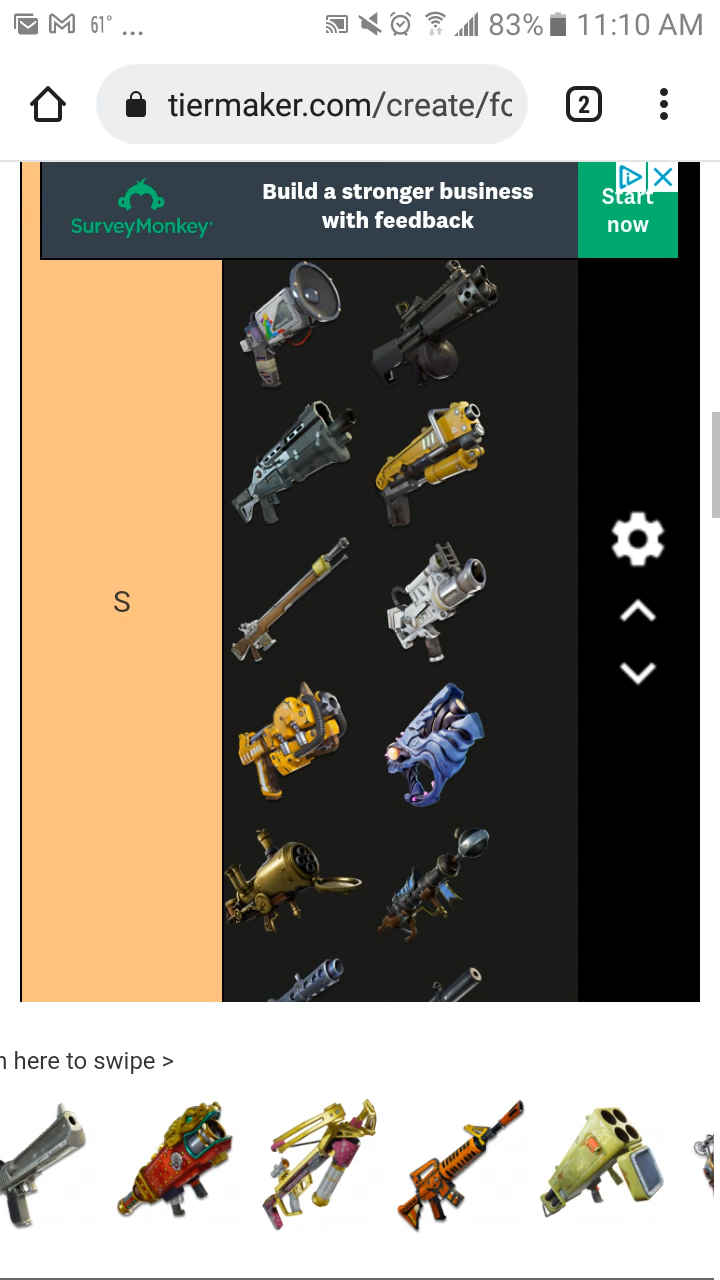 61° ...
83% 11:10 AM
tiermaker.com/create/fo
2
SurveyMonkey
Build a stronger business
with feedback
Start
now
S
n here to swipe >